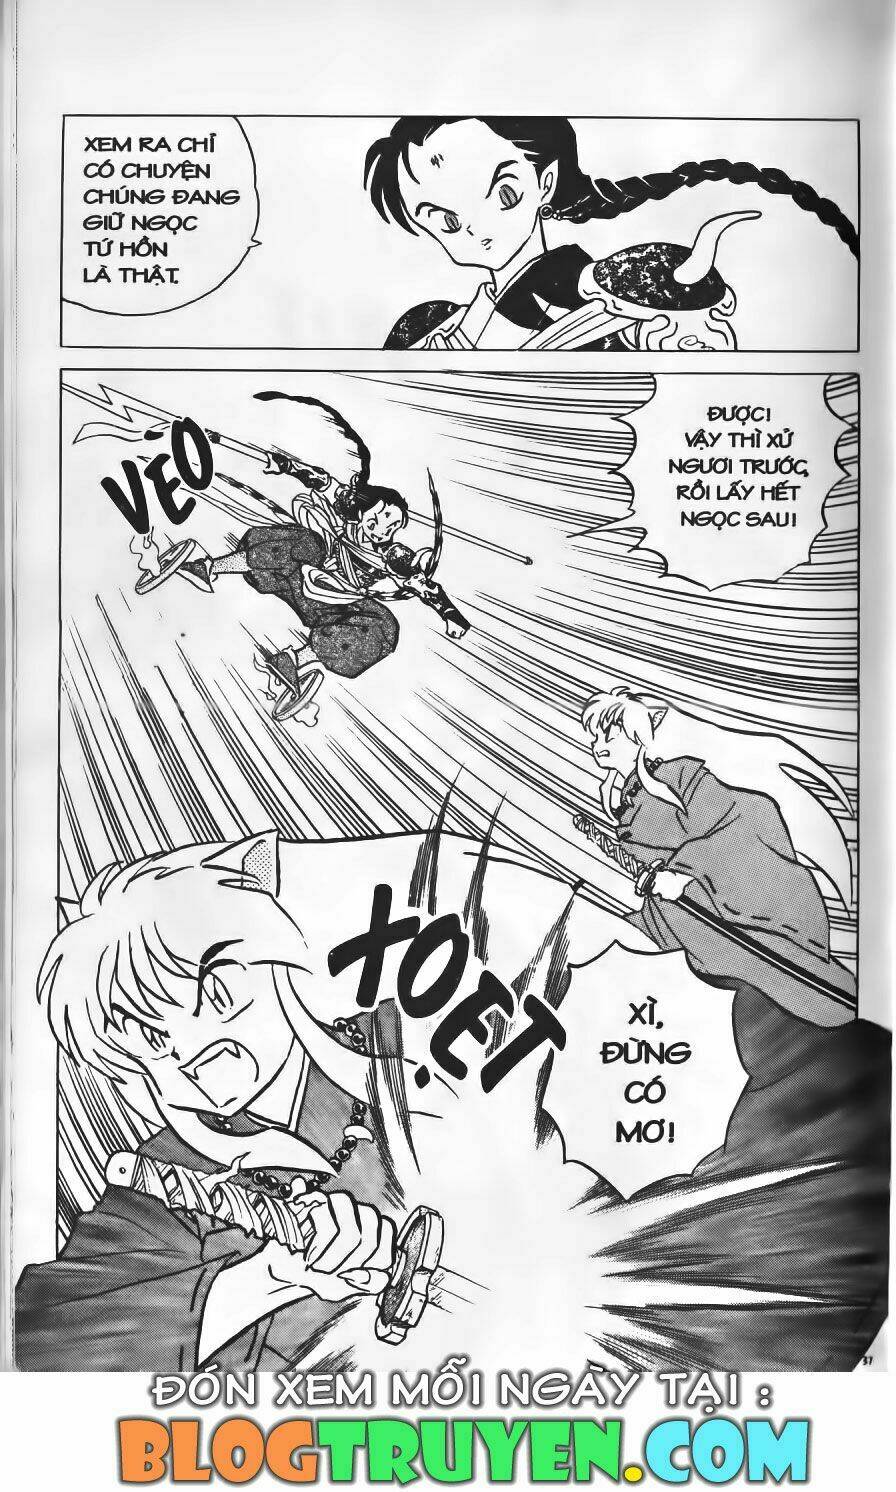 XEM RA CHỈ
CÓ CHUYỆN
CHÚNG ĐANG
GIỮ NGỌC
TỨ HỒN
LÀ THẬT.
ĐƯỢC!
VẬY THÌ XỬ
NGƯƠI TRƯỚC,
RỒI LẤY HẾT
NGỌC SAU!
VÈO
XOẸT
XÌ,
ĐỪNG
CÓ
MƠ!
37
ĐÓN XEM MỖI NGÀY TẠI :
BLOGTRUYEN.COM